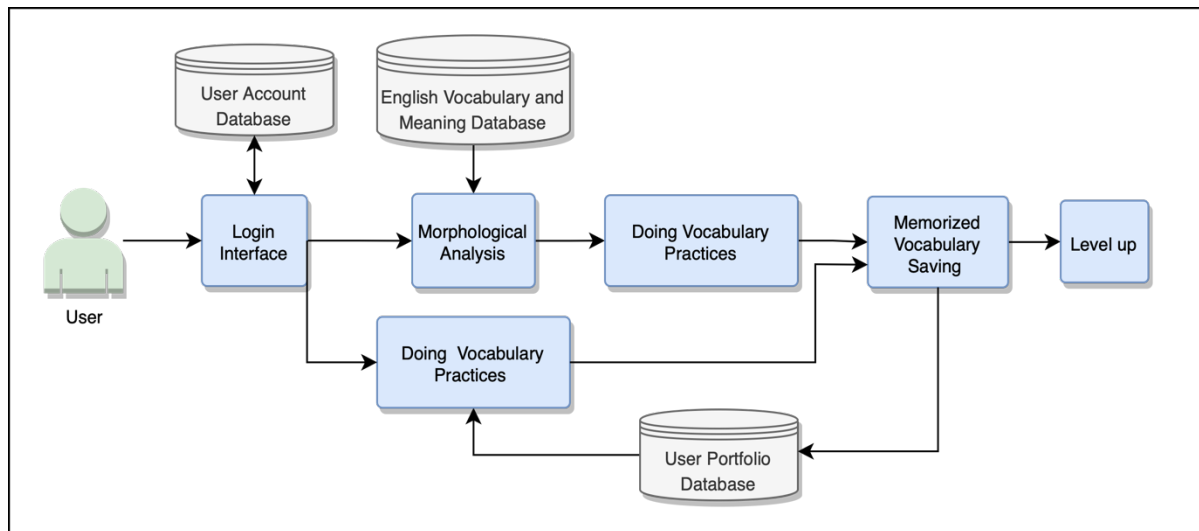 User Account
Database
English Vocabulary and
Meaning Database
Login
Interface
Morphological
Analysis
Doing Vocabulary
Practices
Memorized
Vocabulary
Saving
Level up
User
Doing Vocabulary
Practices
User Portfolio
Database